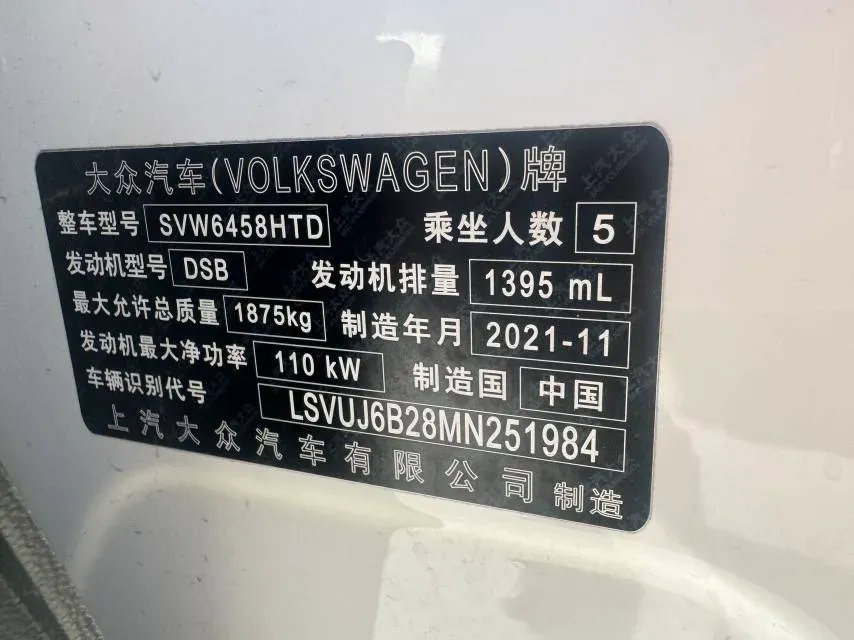 大众汽车(VOLKSWAGEN)牌
整车型号 SVW6458HTD 乘坐人数 5
发动机型号 DSB 发动机排量 1395 mL
最大允许总质量 1875kg 制造年月 2021-11
发动机最大净功率 110 kW 制造国 中国
车辆识别代号 LSVUJ6B28MN251984
上汽大众汽车有限公司制造